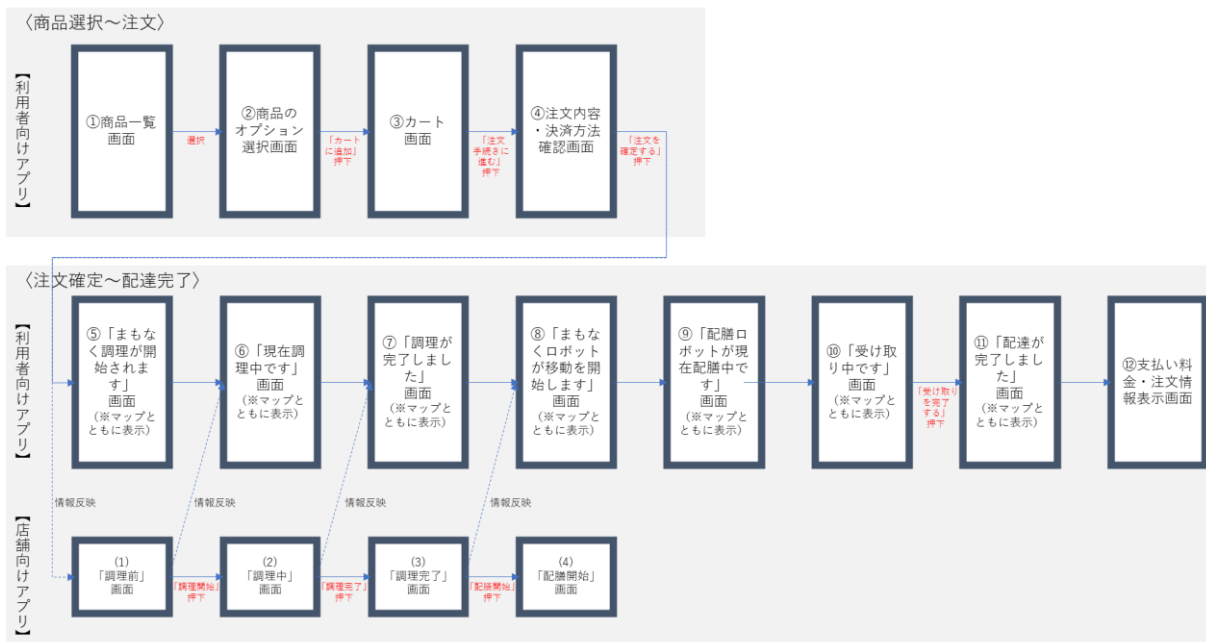 〈商品選択～注文〉
【利用者向けアプリ】
①商品一覧
画面
選択
②商品の
オプション
選択画面
「カート
に追加」
押下
③カート
画面
「注文
手続きに
進む」
押下
④注文内容
・決済方法
確認画面
「注文を
確定する」
押下
〈注文確定～配達完了〉
【利用者向けアプリ】
⑤「まもな
く調理が開
始されま
す」
画面
(※マップと
ともに表示)
⑥「現在調
理中です」
画面
(※マップと
ともに表示)
⑦「調理が
完了しまし
た」
画面
(※マップと
ともに表示)
⑧「まもな
くロボット
が移動を開
始します」
画面
(※マップと
ともに表示)
⑨「配膳ロ
ボットが現
在配膳中で
す」
画面
(※マップと
ともに表示)
⑩「受け取
り中です」
画面
(※マップと
ともに表示)
「受け取り
を完了
する」
押下
⑪「配達が
完了しまし
た」
画面
(※マップと
ともに表示)
⑫支払い料
金・注文情
報表示画面
情報反映
情報反映
情報反映
情報反映
【店舗向けアプリ】
(1)
「調理前」
画面
「調理開始」
押下
(2)
「調理中」
画面
「調理完了」
押下
(3)
「調理完了」
画面
「配膳開始」
押下
(4)
「配膳開始」
画面